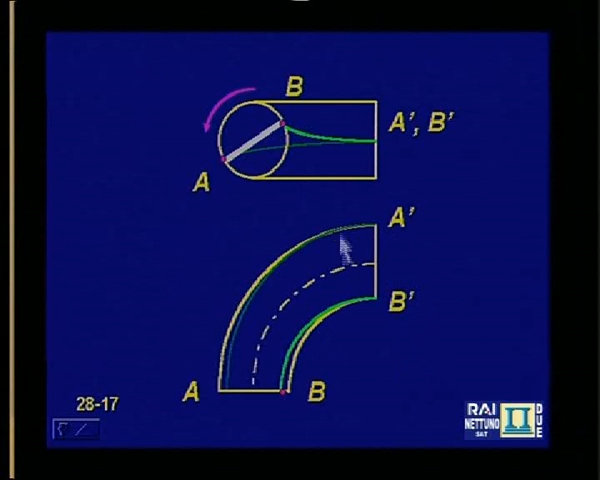 B
A', B'
A
A'
B'
A
B
28-17
RAI
NETTUNO
SAT
DUE